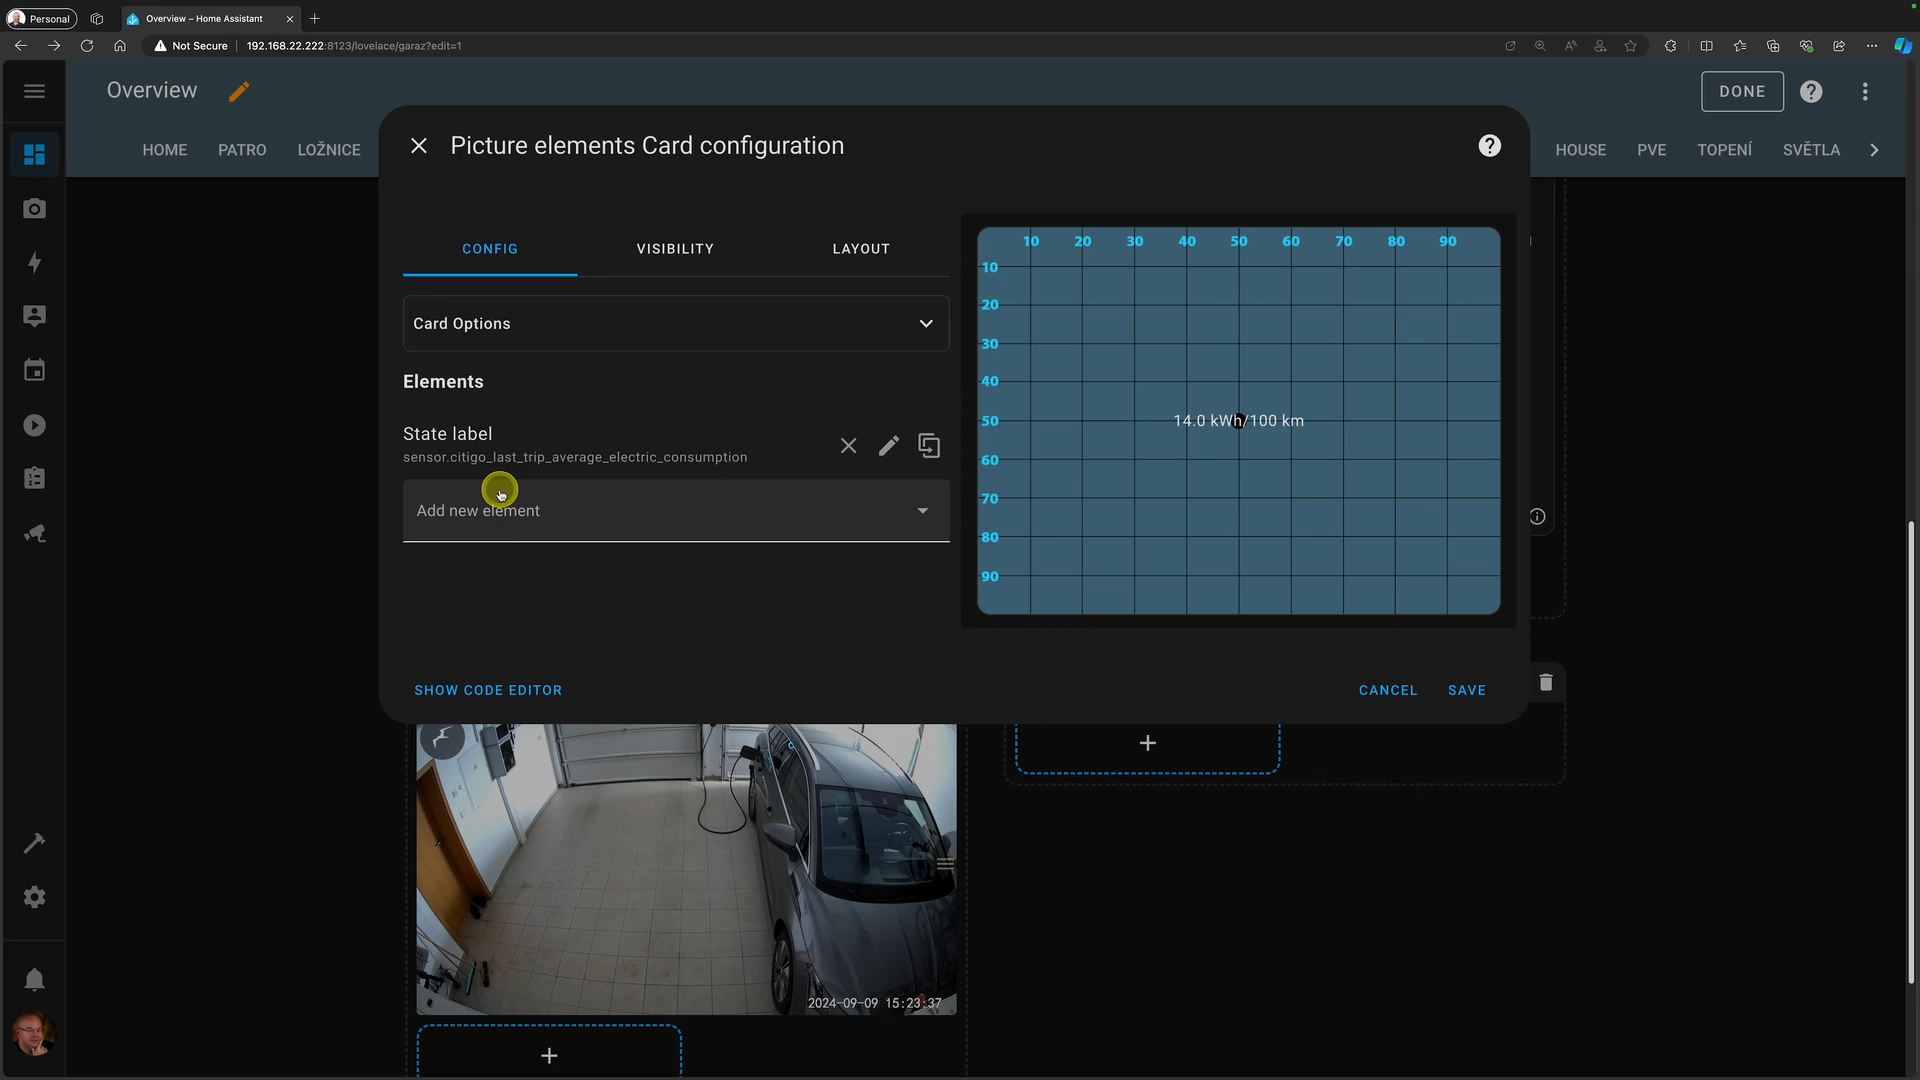 Personal
Overview – Home Assistant
Not Secure
192.168.22.222:8123/lovelace/garaz?edit=1
Overview
DONE
HOME
PATRO
LOŽNICE
HOUSE
PVE
TOPENÍ
SVĚTLA
Picture elements Card configuration
CONFIG
VISIBILITY
LAYOUT
Card Options
Elements
State label
sensor.citigo_last_trip_average_electric_consumption
Add new element
10 20 30 40 50 60 70 80 90
10
20
30
40
50
14.0 kWh/100 km
60
70
80
90
SHOW CODE EDITOR
CANCEL
SAVE
2024-09-09 15:23:37